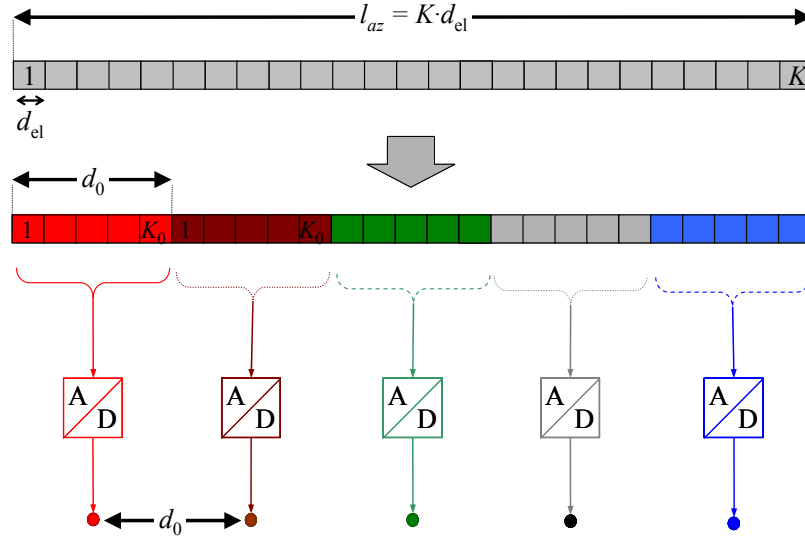 l_az = K·d_el
1 K
d_el
d_0
1 K_0 1 K_0
A D A D A D A D A D
d_0